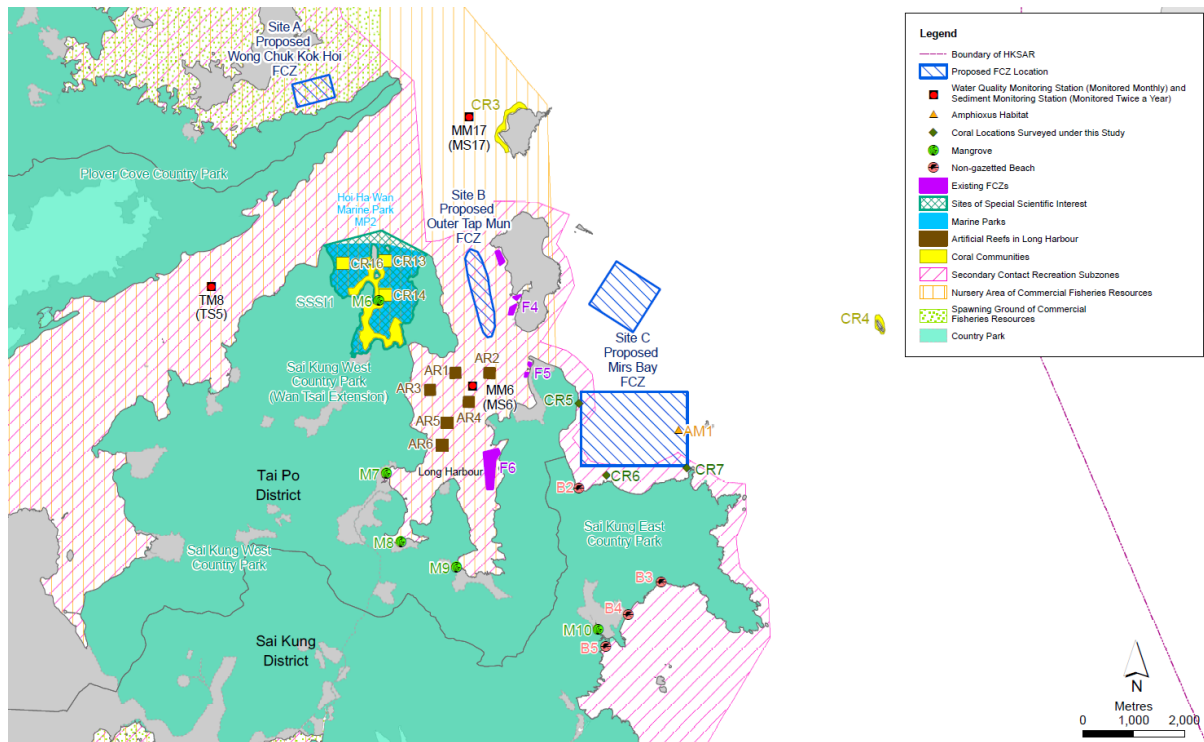 Site A
Proposed
Wong Chuk Kok Hoi
FCZ
CR3
MM17
(MS17)
Plover Cove Country Park
Hoi Ha Wan
Marine Park
MP2
Site B
Proposed
Outer Tap Mun
FCZ
CR16
CR13
CR14
SSSI1
M6
TM8
(TS5)
F4
Site C
Proposed
Mirs Bay
FCZ
CR4
Sai Kung West
Country Park
(Wan Tsai Extension)
AR1
AR2
AR3
MM6
(MS6)
AR4
AR5
AR6
F5
CR5
AM1
Tai Po
District
M7
Long Harbour
F6
CR6
CR7
B2
Sai Kung East
Country Park
Sai Kung West
Country Park
M8
M9
B3
B4
M10
B5
Sai Kung
District
Legend
Boundary of HKSAR
Proposed FCZ Location
Water Quality Monitoring Station (Monitored Monthly) and
Sediment Monitoring Station (Monitored Twice a Year)
Amphioxus Habitat
Coral Locations Surveyed under this Study
Mangrove
Non-gazetted Beach
Existing FCZs
Sites of Special Scientific Interest
Marine Parks
Artificial Reefs in Long Harbour
Coral Communities
Secondary Contact Recreation Subzones
Nursery Area of Commercial Fisheries Resources
Spawning Ground of Commercial
Fisheries Resources
Country Park
N
Metres
0 1,000 2,000